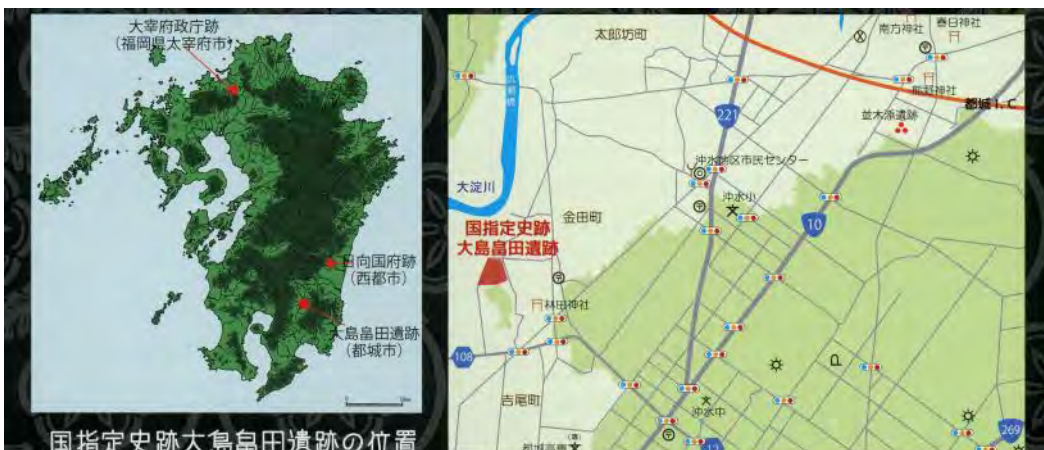 大宰府政庁跡
(福岡県太宰府市)
日向国府跡
(西都市)
大島畠田遺跡
(都城市)
国指定史跡大島畠田遺跡の位置
太郎坊町
南方神社
春日神社
熊野神社
都城I.C
並木添遺跡
221
沖水地区市民センター
大淀川
沖水小
金田町
10
国指定史跡
大島畠田遺跡
林田神社
108
吉尾町
沖水中
269
都城高専
12